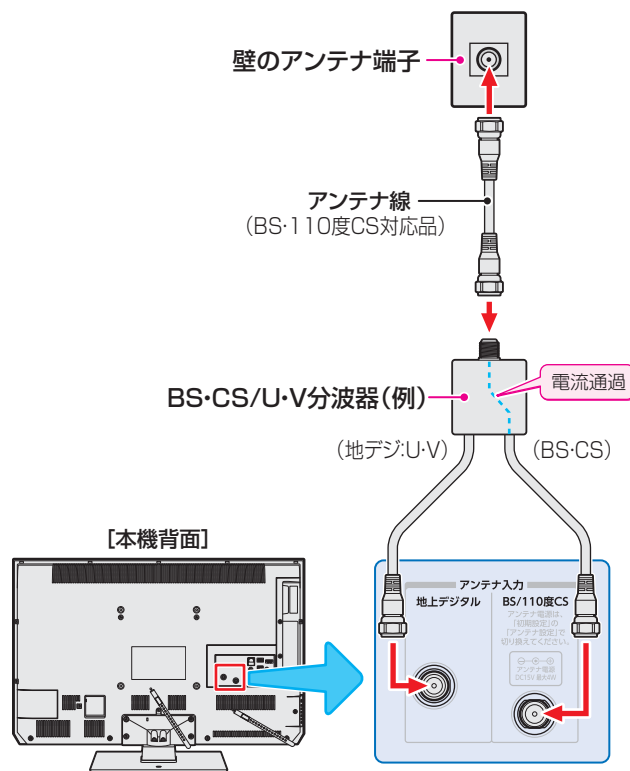 壁のアンテナ端子
アンテナ線
(BS・110度CS対応品)
BS・CS/U・V分波器(例)
電流通過
(地デジ:U・V)
(BS・CS)
[本機背面]
アンテナ入力
地上デジタル
BS/110度CS
アンテナ電源は、
「初期設定」の
「アンテナ設定」で
切り換えてください。
アンテナ電源
DC15V 最大4W